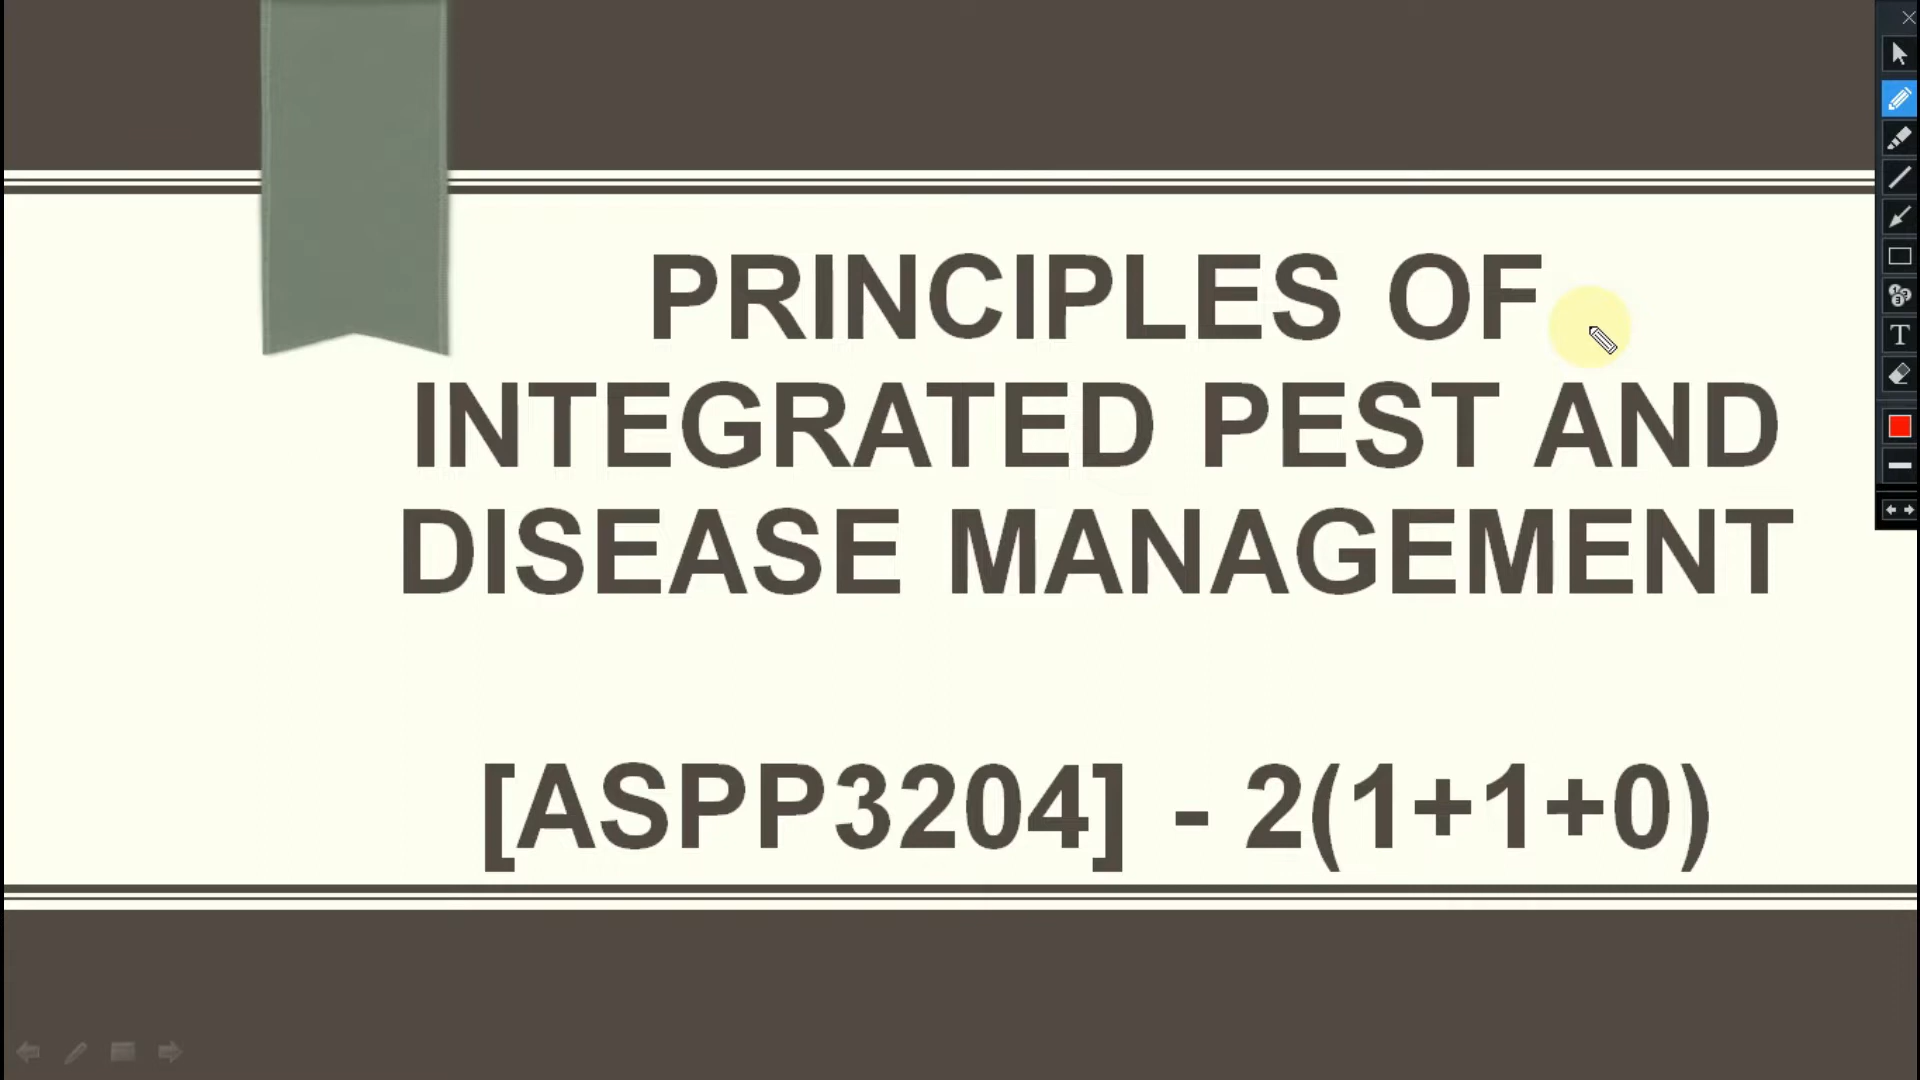 PRINCIPLES OF
INTEGRATED PEST AND
DISEASE MANAGEMENT
[ASPP3204] - 2(1+1+0)
T